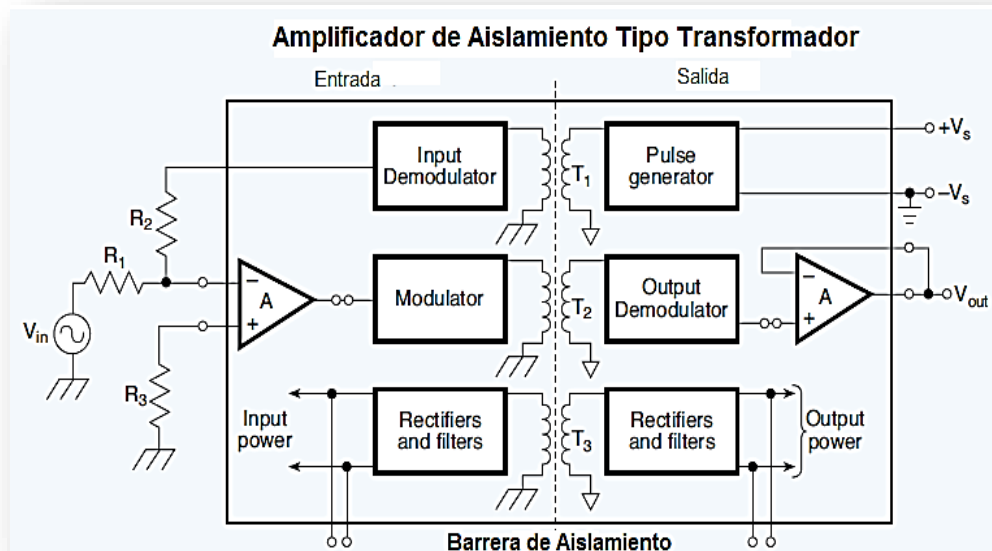 Amplificador de Aislamiento Tipo Transformador
Entrada
Salida
Input
Demodulator
T1
Pulse
generator
+Vs
−Vs
R2
R1
Vin
− A +
Modulator
T2
Output
Demodulator
− A +
Vout
R3
Input
power
Rectifiers
and filters
T3
Rectifiers
and filters
Output
power
Barrera de Aislamiento